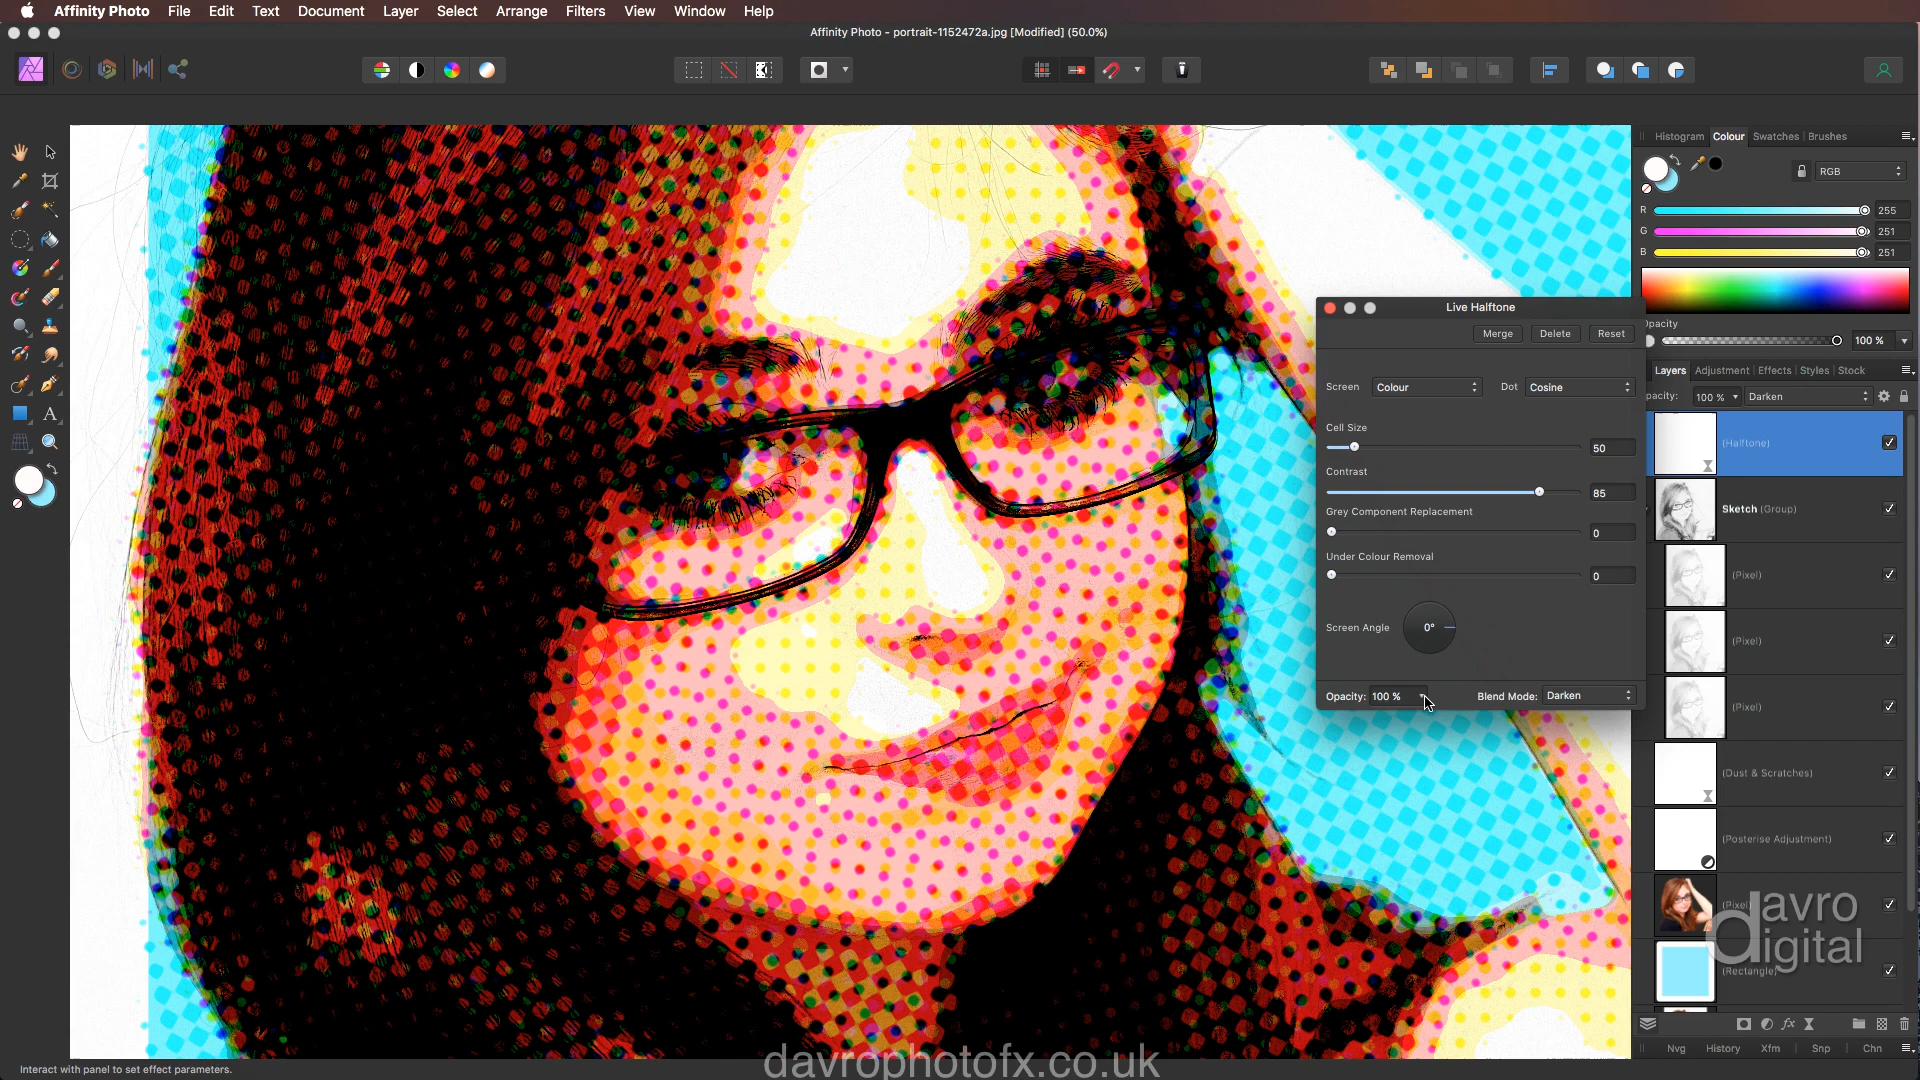 Affinity Photo File Edit Text Document Layer Select Arrange Filters View Window Help
Affinity Photo - portrait-1152472a.jpg [Modified] (50.0%)
Histogram Colour Swatches Brushes
RGB
R 255
G 251
B 251
Opacity
100 %
Layers Adjustment Effects Styles Stock
pacity: 100 % Darken
(Halftone)
Sketch (Group)
(Pixel)
(Pixel)
(Pixel)
(Dust & Scratches)
(Posterise Adjustment)
(Pixel)
(Rectangle)
Live Halftone
Merge Delete Reset
Screen Colour Dot Cosine
Cell Size
50
Contrast
85
Grey Component Replacement
0
Under Colour Removal
0
Screen Angle 0°
Opacity: 100 % Blend Mode: Darken
davro
digital
fx
Nvg History Xfm Snp Chn
davrophotofx.co.uk
Interact with panel to set effect parameters.